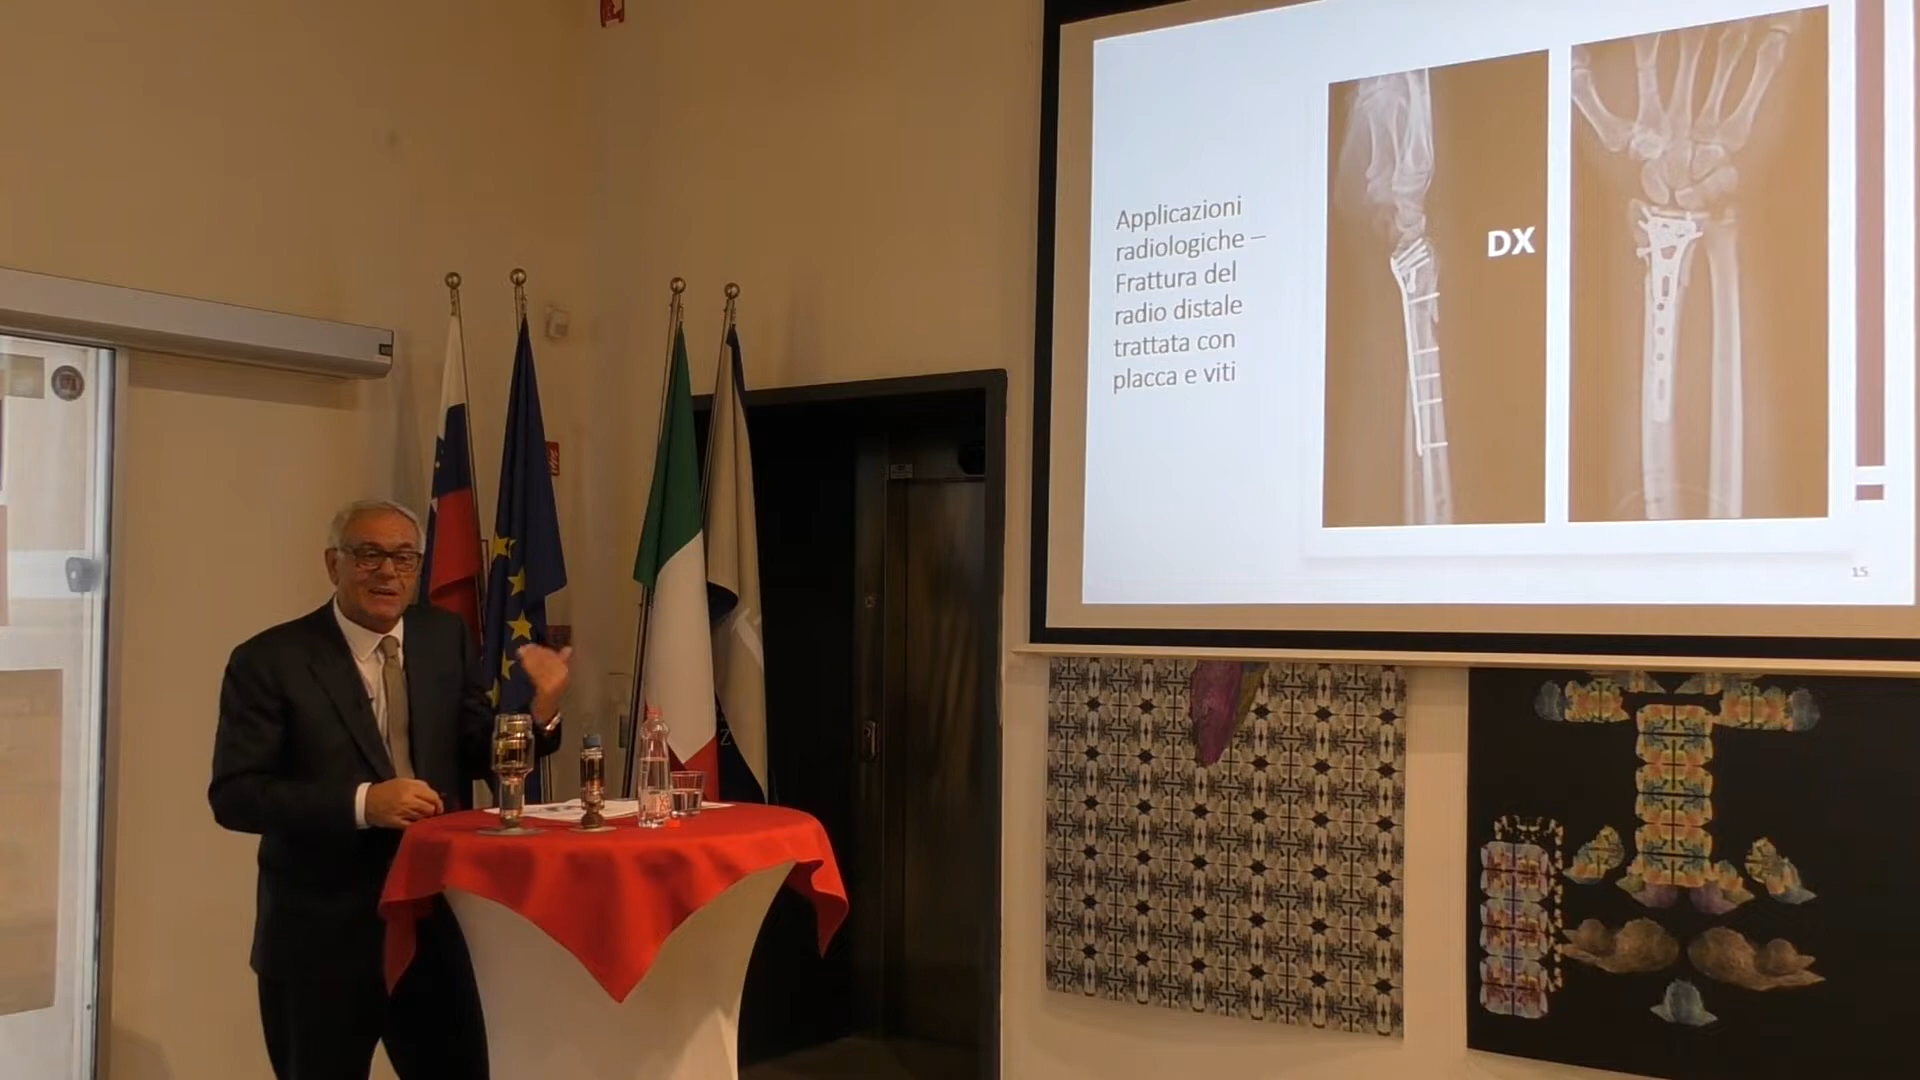 Applicazioni
radiologiche –
Frattura del
radio distale
trattata con
placca e viti
DX
15